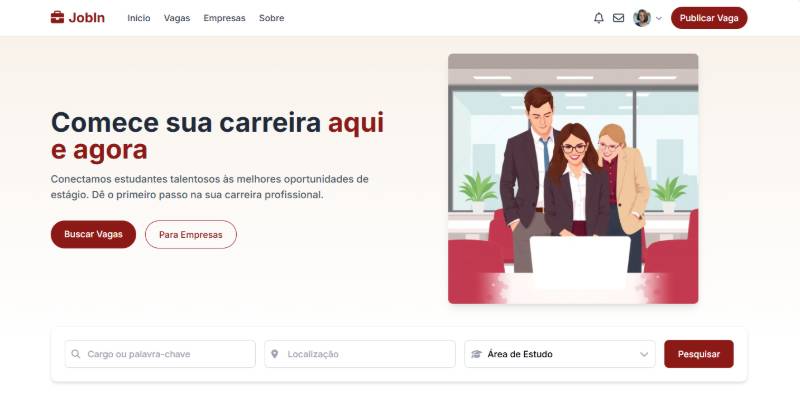 JobIn
Início
Vagas
Empresas
Sobre
Publicar Vaga
Comece sua carreira aqui
e agora
Conectamos estudantes talentosos às melhores oportunidades de
estágio. Dê o primeiro passo na sua carreira profissional.
Buscar Vagas
Para Empresas
Cargo ou palavra-chave
Localização
Área de Estudo
Pesquisar